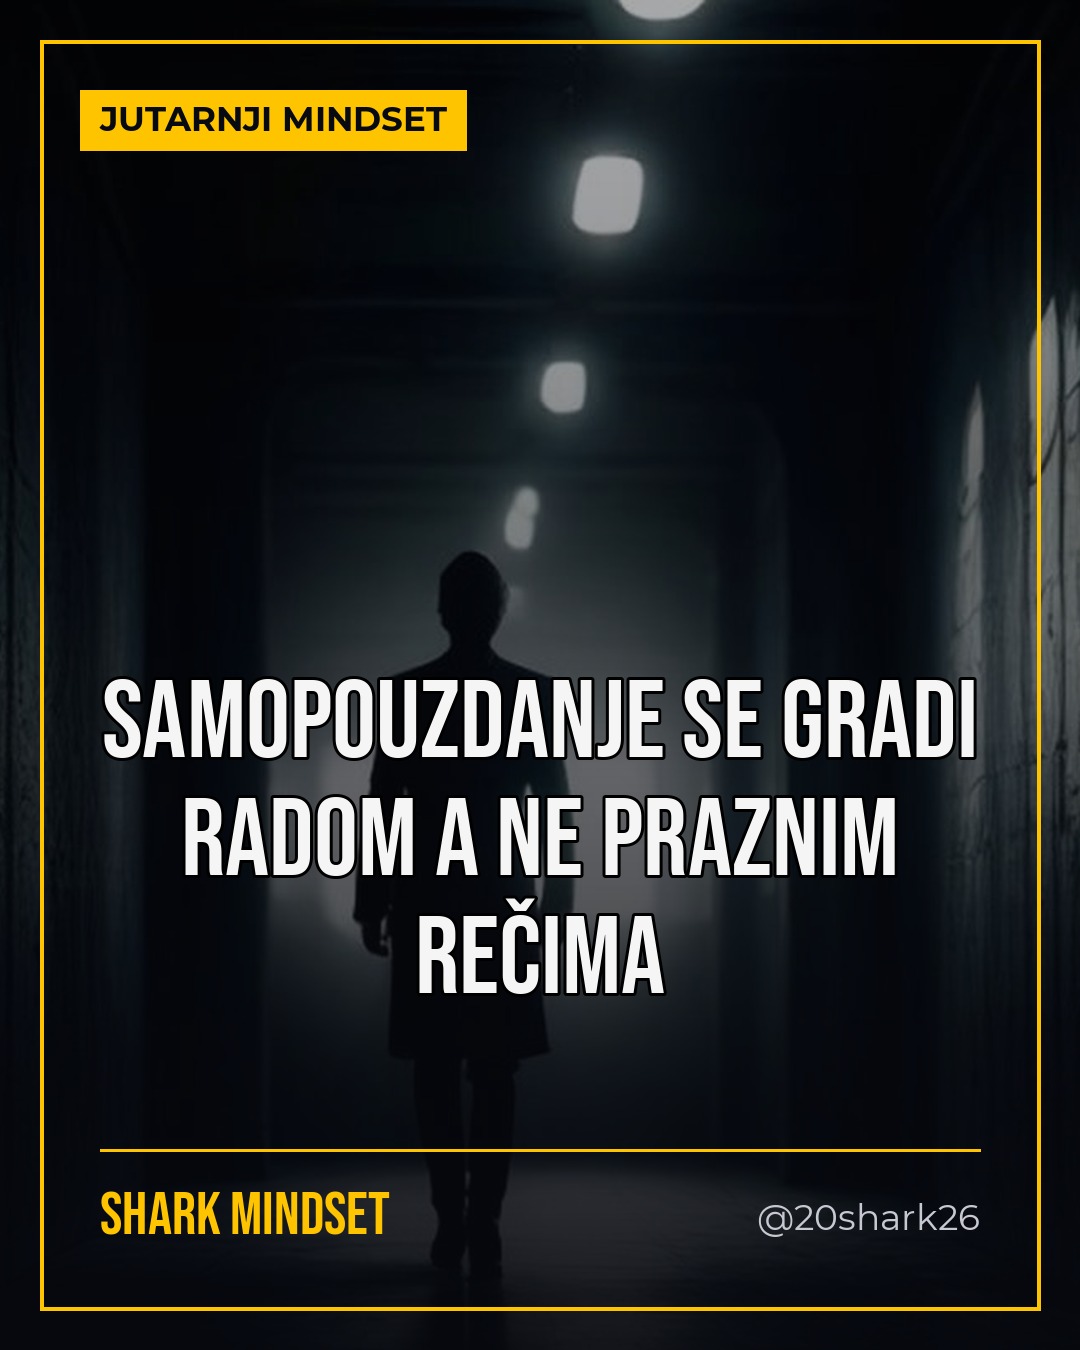 JUTARNJI MINDSET
SAMOPOUZDANJE SE GRADI
RADOM A NE PRAZNIM
REČIMA
SHARK MINDSET
@20shark26